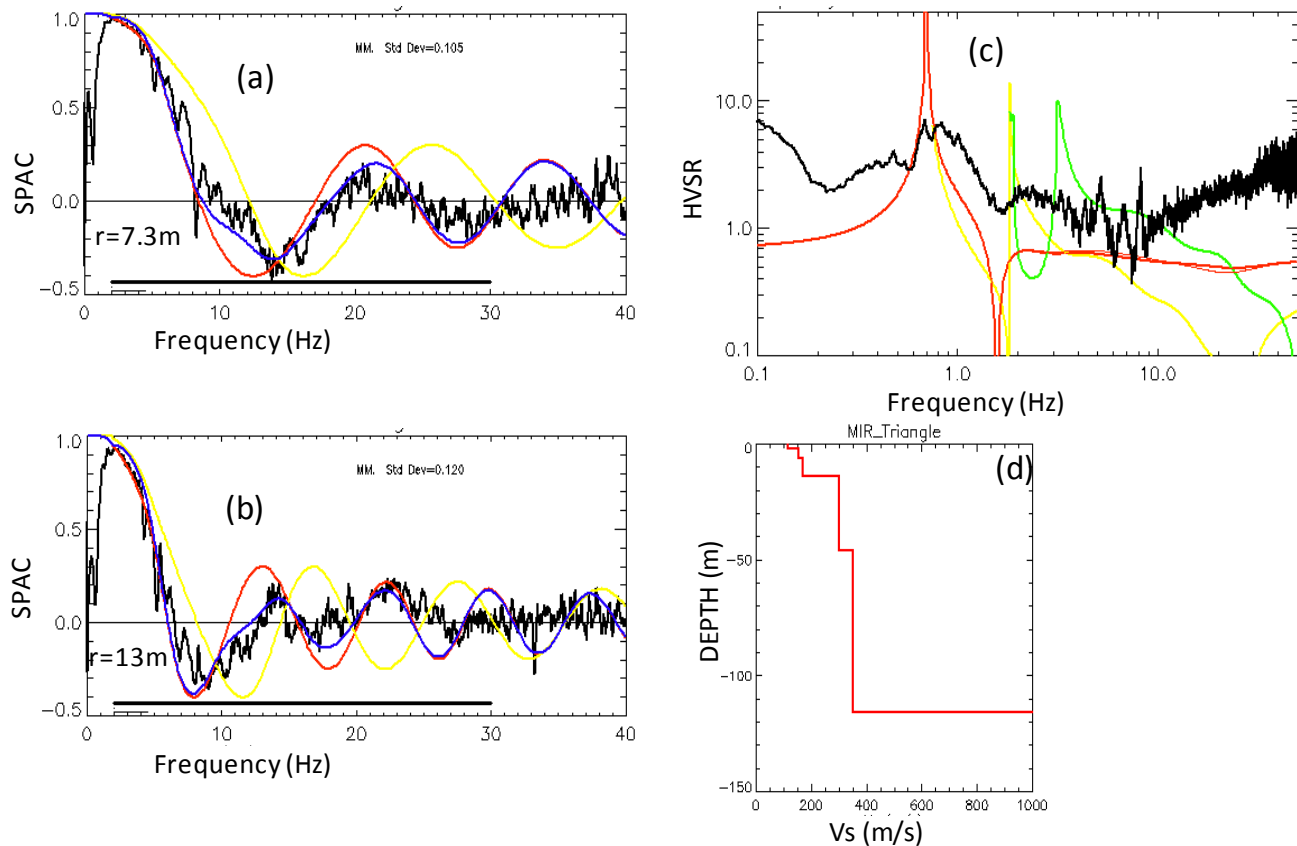 MM. Std Dev=0.105
(a)
SPAC
1.0
0.5
0.0
-0.5
r=7.3m
0 10 20 30 40
Frequency (Hz)
(c)
HVSR
10.0
1.0
0.1
0.1 1.0 10.0
Frequency (Hz)
MM. Std Dev=0.120
(b)
SPAC
1.0
0.5
0.0
-0.5
r=13m
0 10 20 30 40
Frequency (Hz)
MIR_Triangle
(d)
DEPTH (m)
0
-50
-100
-150
0 200 400 600 800 1000
Vs (m/s)